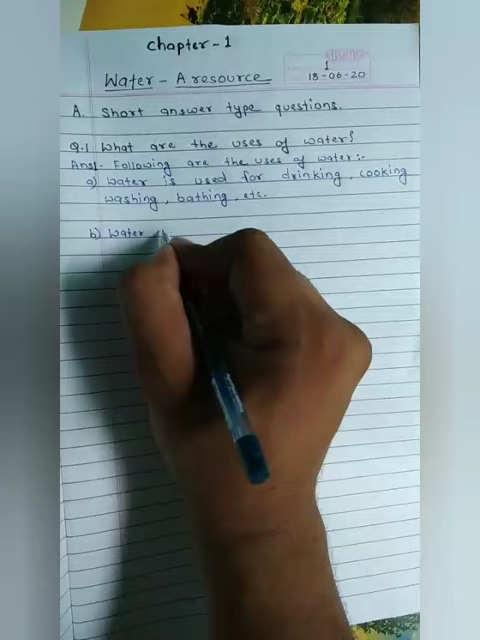 Chapter-1
1
Water - A resource
18-06-20
A. Short answer type questions.
Q.1 What are the uses of water?
Ans:- Following are the uses of water:-
a) Water is used for drinking, cooking
washing, bathing, etc.
b) Water